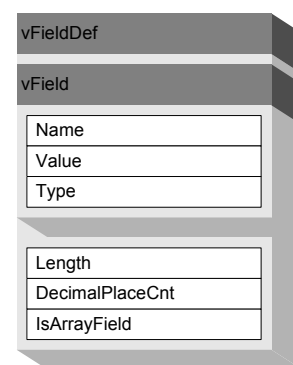 vFieldDef
vField
Name
Value
Type
Length
DecimalPlaceCnt
IsArrayField